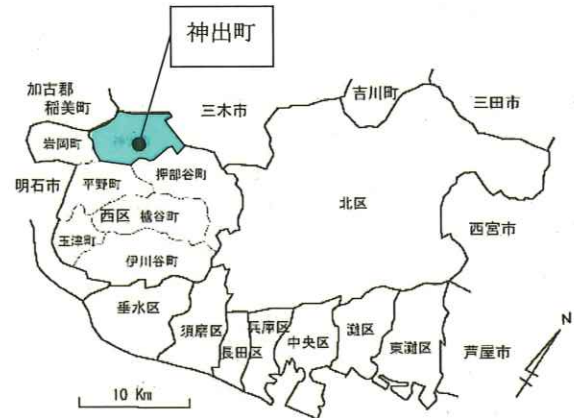 神出町
加古郡
稲美町
三木市
吉川町
三田市
岩岡町
明石市
平野町
押部谷町
北区
西区
櫨谷町
西宮市
玉津町
伊川谷町
垂水区
須磨区
長田区
兵庫区
中央区
灘区
東灘区
芦屋市
N
10 Km